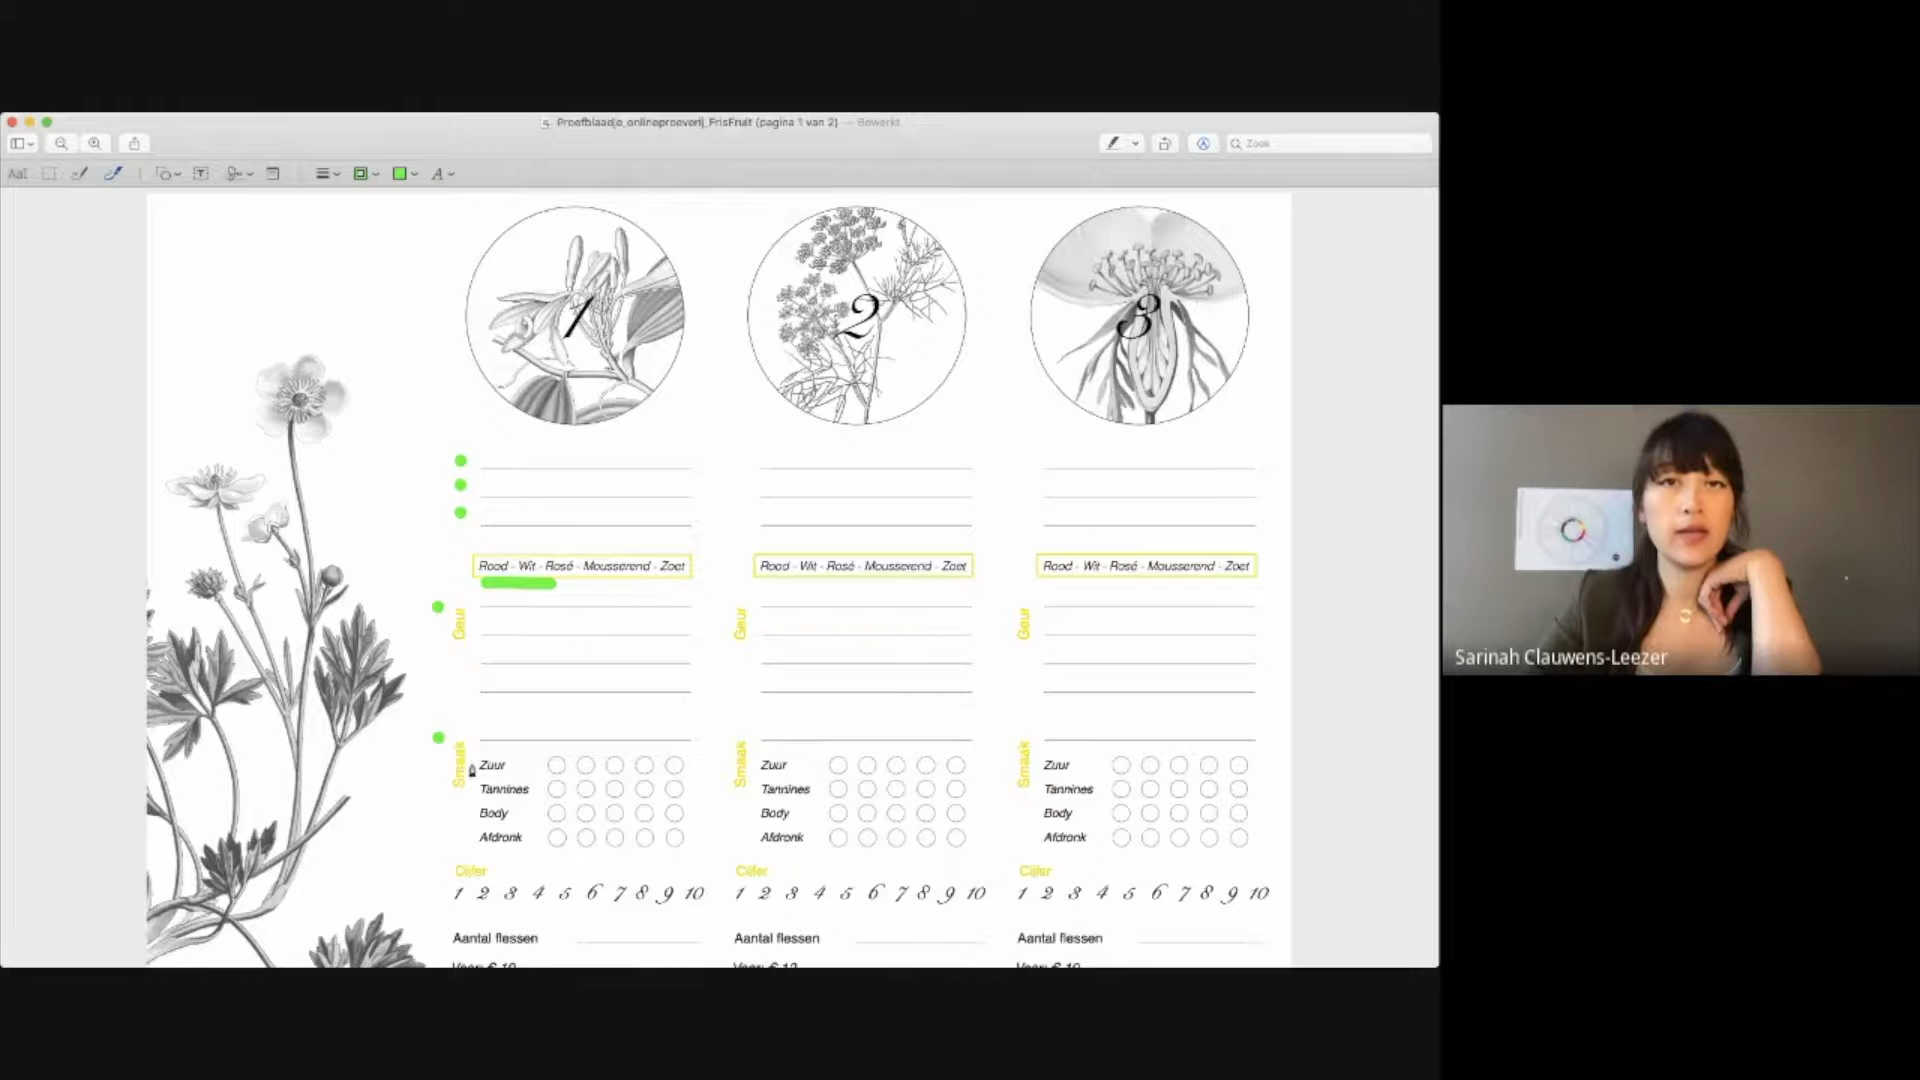 Proefblaadje_onlineproeverij_FrisFruit (pagina 1 van 2) — Bewerkt
Zoek
AaI
T
A
1 2 3
Rood - Wit - Rosé - Mousserend - Zoet Rood - Wit - Rosé - Mousserend - Zoet Rood - Wit - Rosé - Mousserend - Zoet
Geur Geur Geur
Smaak Smaak Smaak
Zuur Zuur Zuur
Tannines Tannines Tannines
Body Body Body
Afdronk Afdronk Afdronk
Cijfer Cijfer Cijfer
1 2 3 4 5 6 7 8 9 10 1 2 3 4 5 6 7 8 9 10 1 2 3 4 5 6 7 8 9 10
Aantal flessen Aantal flessen Aantal flessen
Sarinah Clauwens-Leezer